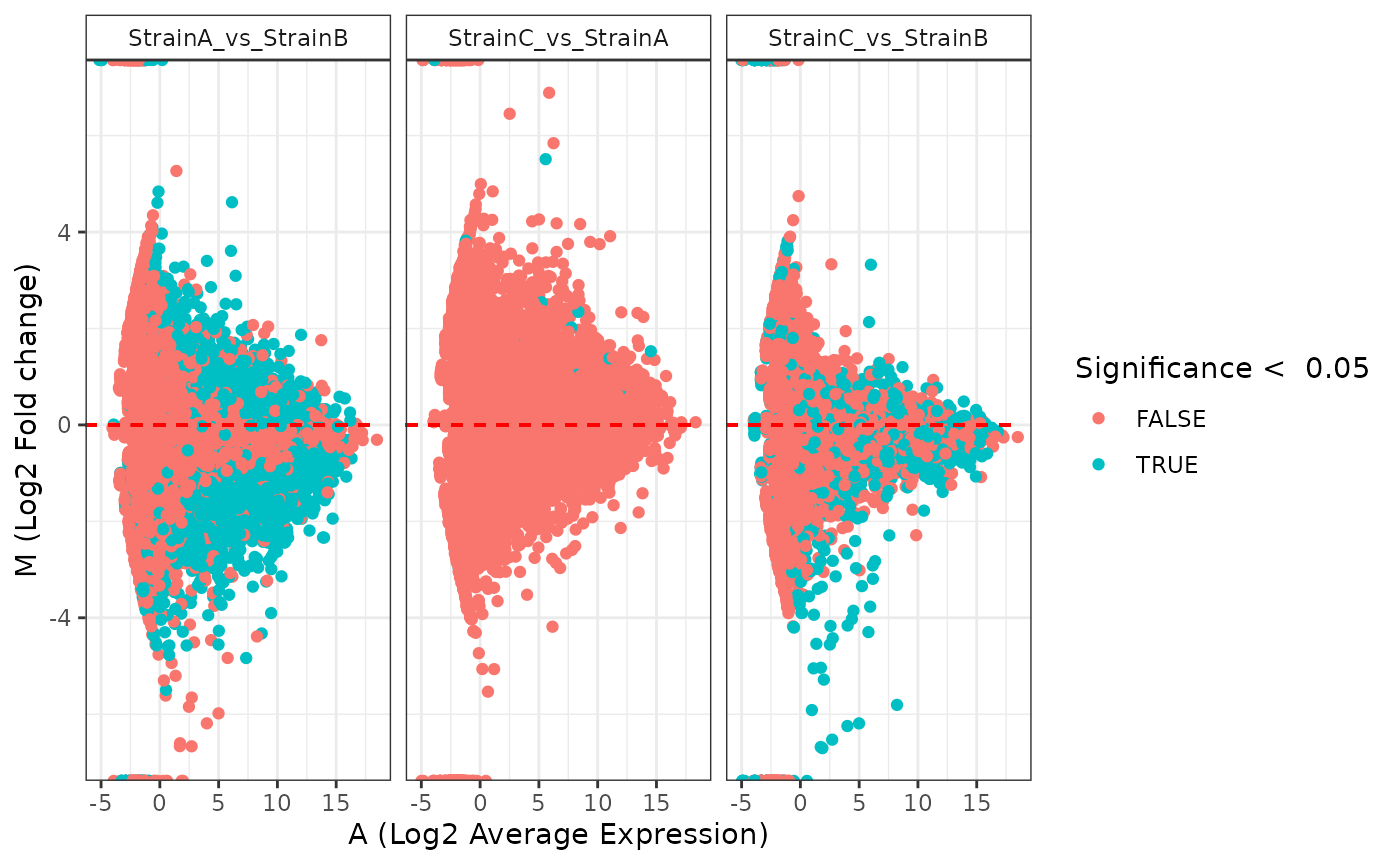 StrainA_vs_StrainB StrainC_vs_StrainA StrainC_vs_StrainB
M (Log2 Fold change)
4
0
-4
-5 0 5 10 15 -5 0 5 10 15 -5 0 5 10 15
A (Log2 Average Expression)
Significance <  0.05
FALSE
TRUE